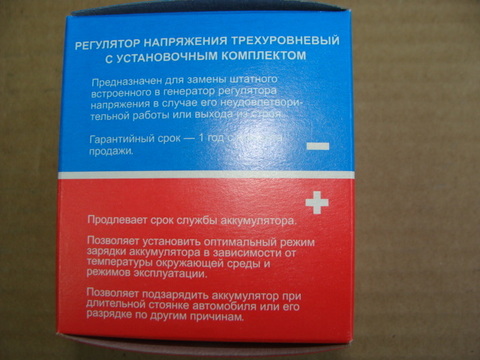 РЕГУЛЯТОР НАПРЯЖЕНИЯ ТРЕХУРОВНЕВЫЙ
С УСТАНОВОЧНЫМ КОМПЛЕКТОМ
Предназначен для замены штатного
встроенного в генератор регулятора
напряжения в случае его неудовлетвори-
тельной работы или выхода из строя.
Гарантийный срок — 1 год со дня
продажи.
−
+
Продлевает срок службы аккумулятора.
Позволяет установить оптимальный режим
зарядки аккумулятора в зависимости от
температуры окружающей среды и
режимов эксплуатации.
Позволяет подзарядить аккумулятор при
длительной стоянке автомобиля или его
разрядке по другим причинам.